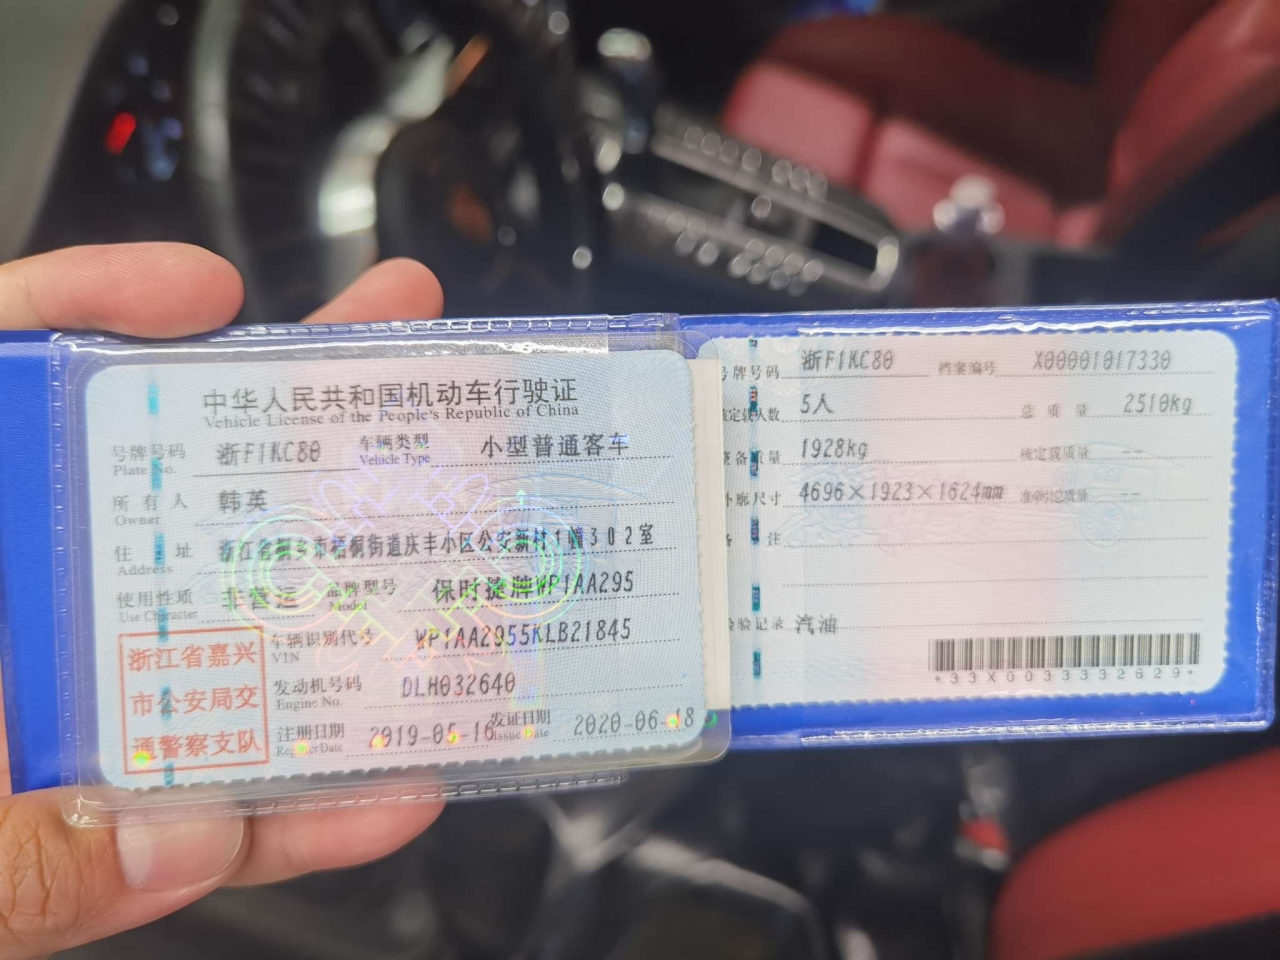 中华人民共和国机动车行驶证
Vehicle License of the People's Republic of China
号牌号码 浙F1KC80 车辆类型 小型普通客车
Plate No. Vehicle Type
所有人 韩英
Owner
住址 浙江省桐乡市梧桐街道庆丰小区公安新村1幢302室
Address
使用性质 非营运 品牌型号 保时捷牌WP1AA295
Use Character Model
浙江省嘉兴
市公安局交
通警察支队
车辆识别代号 WP1AA2955KLB21845
VIN
发动机号码 DLH032640
Engine No.
注册日期 2019-05-16 发证日期 2020-06-18
Register Date Issue Date
号牌号码 浙F1KC80 档案编号 X00001017330
核定载人数 5人 总质量 2510kg
整备质量 1928kg 核定载质量 --
外廓尺寸 4696×1923×1624mm 准牵引总质量 --
备注
检验记录 汽油
*33X0033332629*